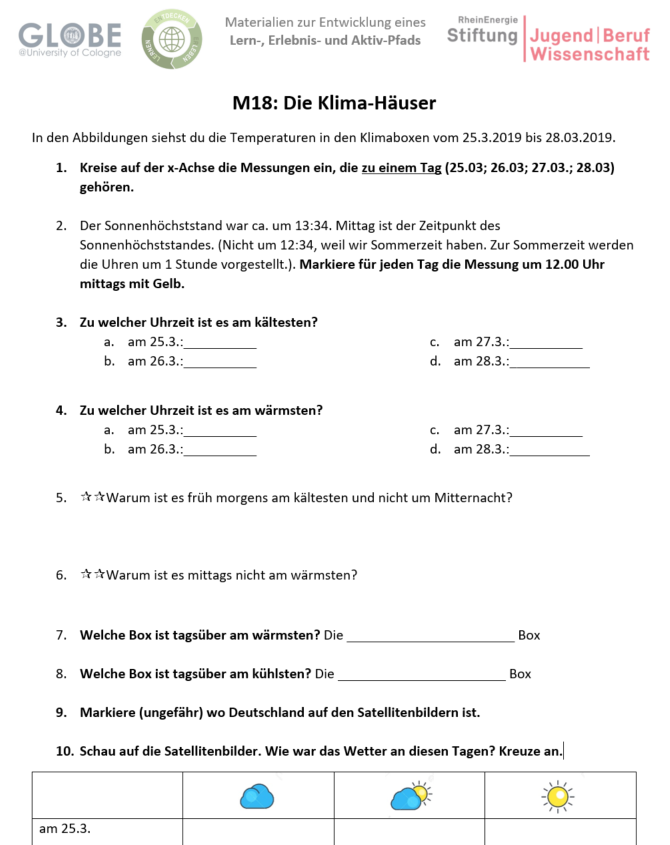 GLOBE
@University of Cologne
ENTDECKEN
LERNEN
ERLEBEN
Materialien zur Entwicklung eines
Lern-, Erlebnis- und Aktiv-Pfads
RheinEnergie
Stiftung
Jugend|Beruf
Wissenschaft
M18: Die Klima-Häuser
In den Abbildungen siehst du die Temperaturen in den Klimaboxen vom 25.3.2019 bis 28.03.2019.
1. Kreise auf der x-Achse die Messungen ein, die zu einem Tag (25.03; 26.03; 27.03.; 28.03)
gehören.
2. Der Sonnenhöchststand war ca. um 13:34. Mittag ist der Zeitpunkt des
Sonnenhöchststandes. (Nicht um 12:34, weil wir Sommerzeit haben. Zur Sommerzeit werden
die Uhren um 1 Stunde vorgestellt.). Markiere für jeden Tag die Messung um 12.00 Uhr
mittags mit Gelb.
3. Zu welcher Uhrzeit ist es am kältesten?
a. am 25.3.:__________ c. am 27.3.:__________
b. am 26.3.:__________ d. am 28.3.:___________
4. Zu welcher Uhrzeit ist es am wärmsten?
a. am 25.3.:__________ c. am 27.3.:__________
b. am 26.3.:__________ d. am 28.3.:___________
5. ☆☆Warum ist es früh morgens am kältesten und nicht um Mitternacht?
6. ☆☆Warum ist es mittags nicht am wärmsten?
7. Welche Box ist tagsüber am wärmsten? Die _______________________ Box
8. Welche Box ist tagsüber am kühlsten? Die _______________________ Box
9. Markiere (ungefähr) wo Deutschland auf den Satellitenbildern ist.
10. Schau auf die Satellitenbilder. Wie war das Wetter an diesen Tagen? Kreuze an.
am 25.3.